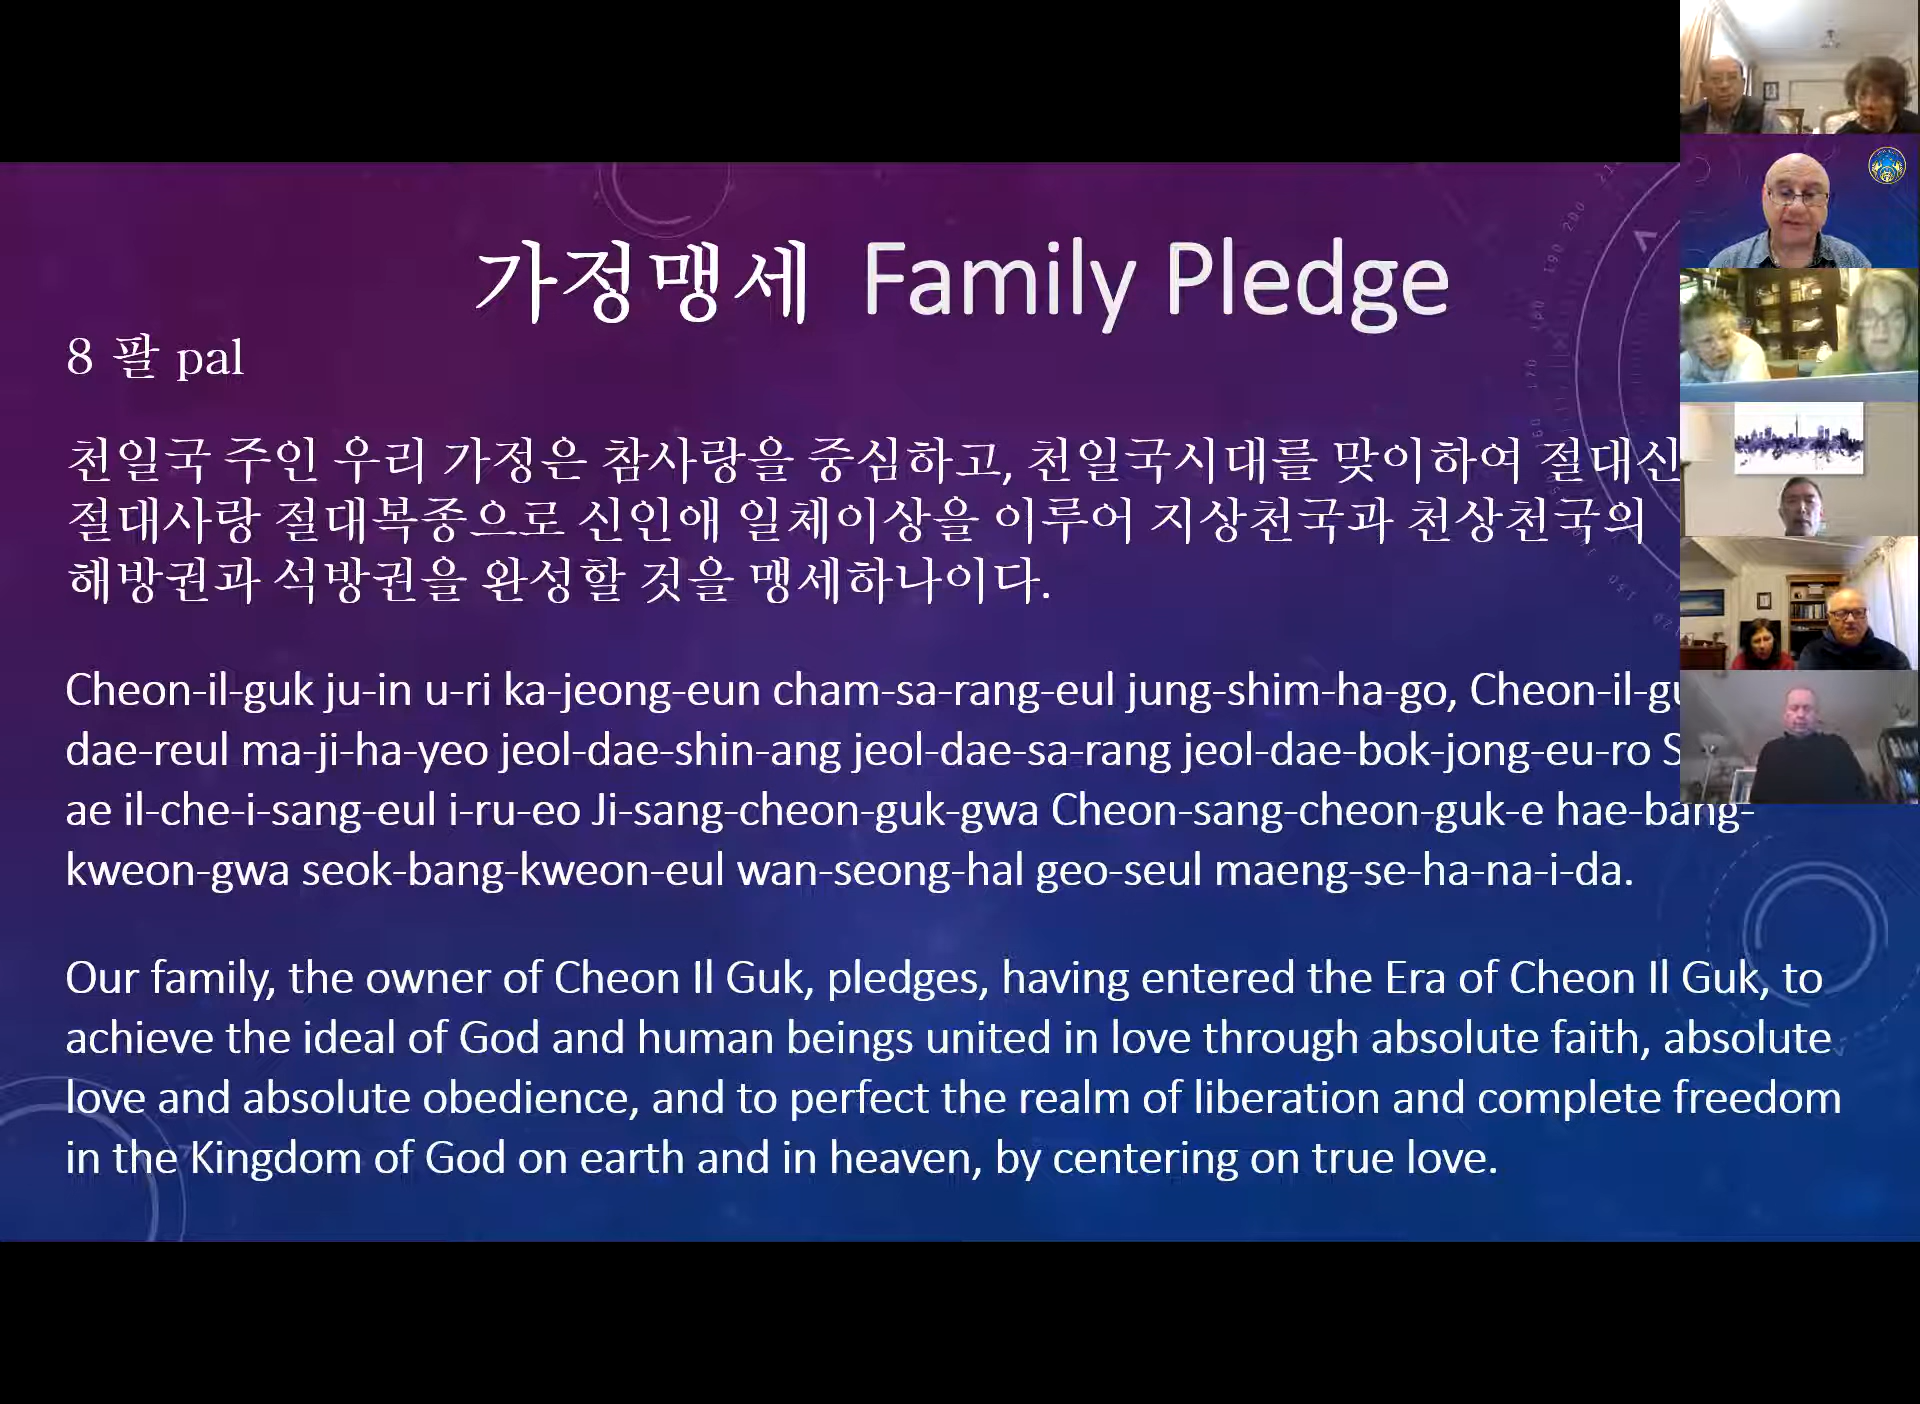 가정맹세 Family Pledge
8 팔 pal
천일국 주인 우리 가정은 참사랑을 중심하고, 천일국시대를 맞이하여 절대신
절대사랑 절대복종으로 신인애 일체이상을 이루어 지상천국과 천상천국의
해방권과 석방권을 완성할 것을 맹세하나이다.
Cheon-il-guk ju-in u-ri ka-jeong-eun cham-sa-rang-eul jung-shim-ha-go, Cheon-il-gu
dae-reul ma-ji-ha-yeo jeol-dae-shin-ang jeol-dae-sa-rang jeol-dae-bok-jong-eu-ro S
ae il-che-i-sang-eul i-ru-eo Ji-sang-cheon-guk-gwa Cheon-sang-cheon-guk-e hae-bang-
kweon-gwa seok-bang-kweon-eul wan-seong-hal geo-seul maeng-se-ha-na-i-da.
Our family, the owner of Cheon Il Guk, pledges, having entered the Era of Cheon Il Guk, to
achieve the ideal of God and human beings united in love through absolute faith, absolute
love and absolute obedience, and to perfect the realm of liberation and complete freedom
in the Kingdom of God on earth and in heaven, by centering on true love.